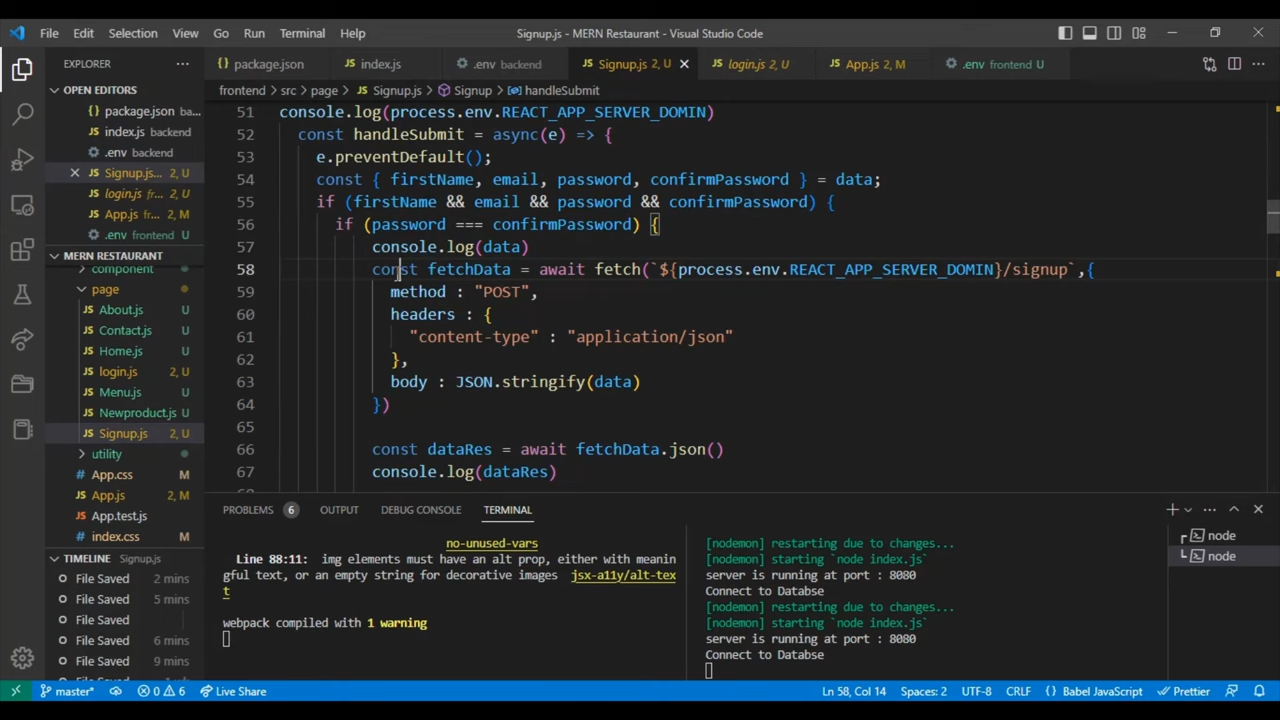 File Edit Selection View Go Run Terminal Help Signup.js - MERN Restaurant - Visual Studio Code
EXPLORER
package.json index.js .env backend Signup.js 2, U login.js 2, U App.js 2, M .env frontend U
OPEN EDITORS
package.json ba...
index.js backend
.env backend
Signup.js... 2, U
login.js fr... 2, U
App.js fr... 2, M
.env frontend U
MERN RESTAURANT
component
page
About.js U
Contact.js U
Home.js U
login.js 2, U
Menu.js U
Newproduct.js U
Signup.js 2, U
utility
App.css M
App.js 2, M
App.test.js
index.css M
TIMELINE Signup.js
File Saved 2 mins
File Saved 5 mins
File Saved
File Saved 6 mins
File Saved 9 mins
frontend > src > page > Signup.js > Signup > handleSubmit
51 console.log(process.env.REACT_APP_SERVER_DOMIN)
52 const handleSubmit = async(e) => {
53 e.preventDefault();
54 const { firstName, email, password, confirmPassword } = data;
55 if (firstName && email && password && confirmPassword) {
56 if (password === confirmPassword) {
57 console.log(data)
58 const fetchData = await fetch(`${process.env.REACT_APP_SERVER_DOMIN}/signup`,{
59 method : "POST",
60 headers : {
61 "content-type" : "application/json"
62 },
63 body : JSON.stringify(data)
64 })
65
66 const dataRes = await fetchData.json()
67 console.log(dataRes)
PROBLEMS 6 OUTPUT DEBUG CONSOLE TERMINAL
no-unused-vars
Line 88:11: img elements must have an alt prop, either with meanin
gful text, or an empty string for decorative images jsx-a11y/alt-tex
t
webpack compiled with 1 warning
[nodemon] restarting due to changes...
[nodemon] starting `node index.js`
server is running at port : 8080
Connect to Databse
[nodemon] restarting due to changes...
[nodemon] starting `node index.js`
server is running at port : 8080
Connect to Databse
node
node
master* 0 6 Live Share Ln 58, Col 14 Spaces: 2 UTF-8 CRLF {} Babel JavaScript Prettier